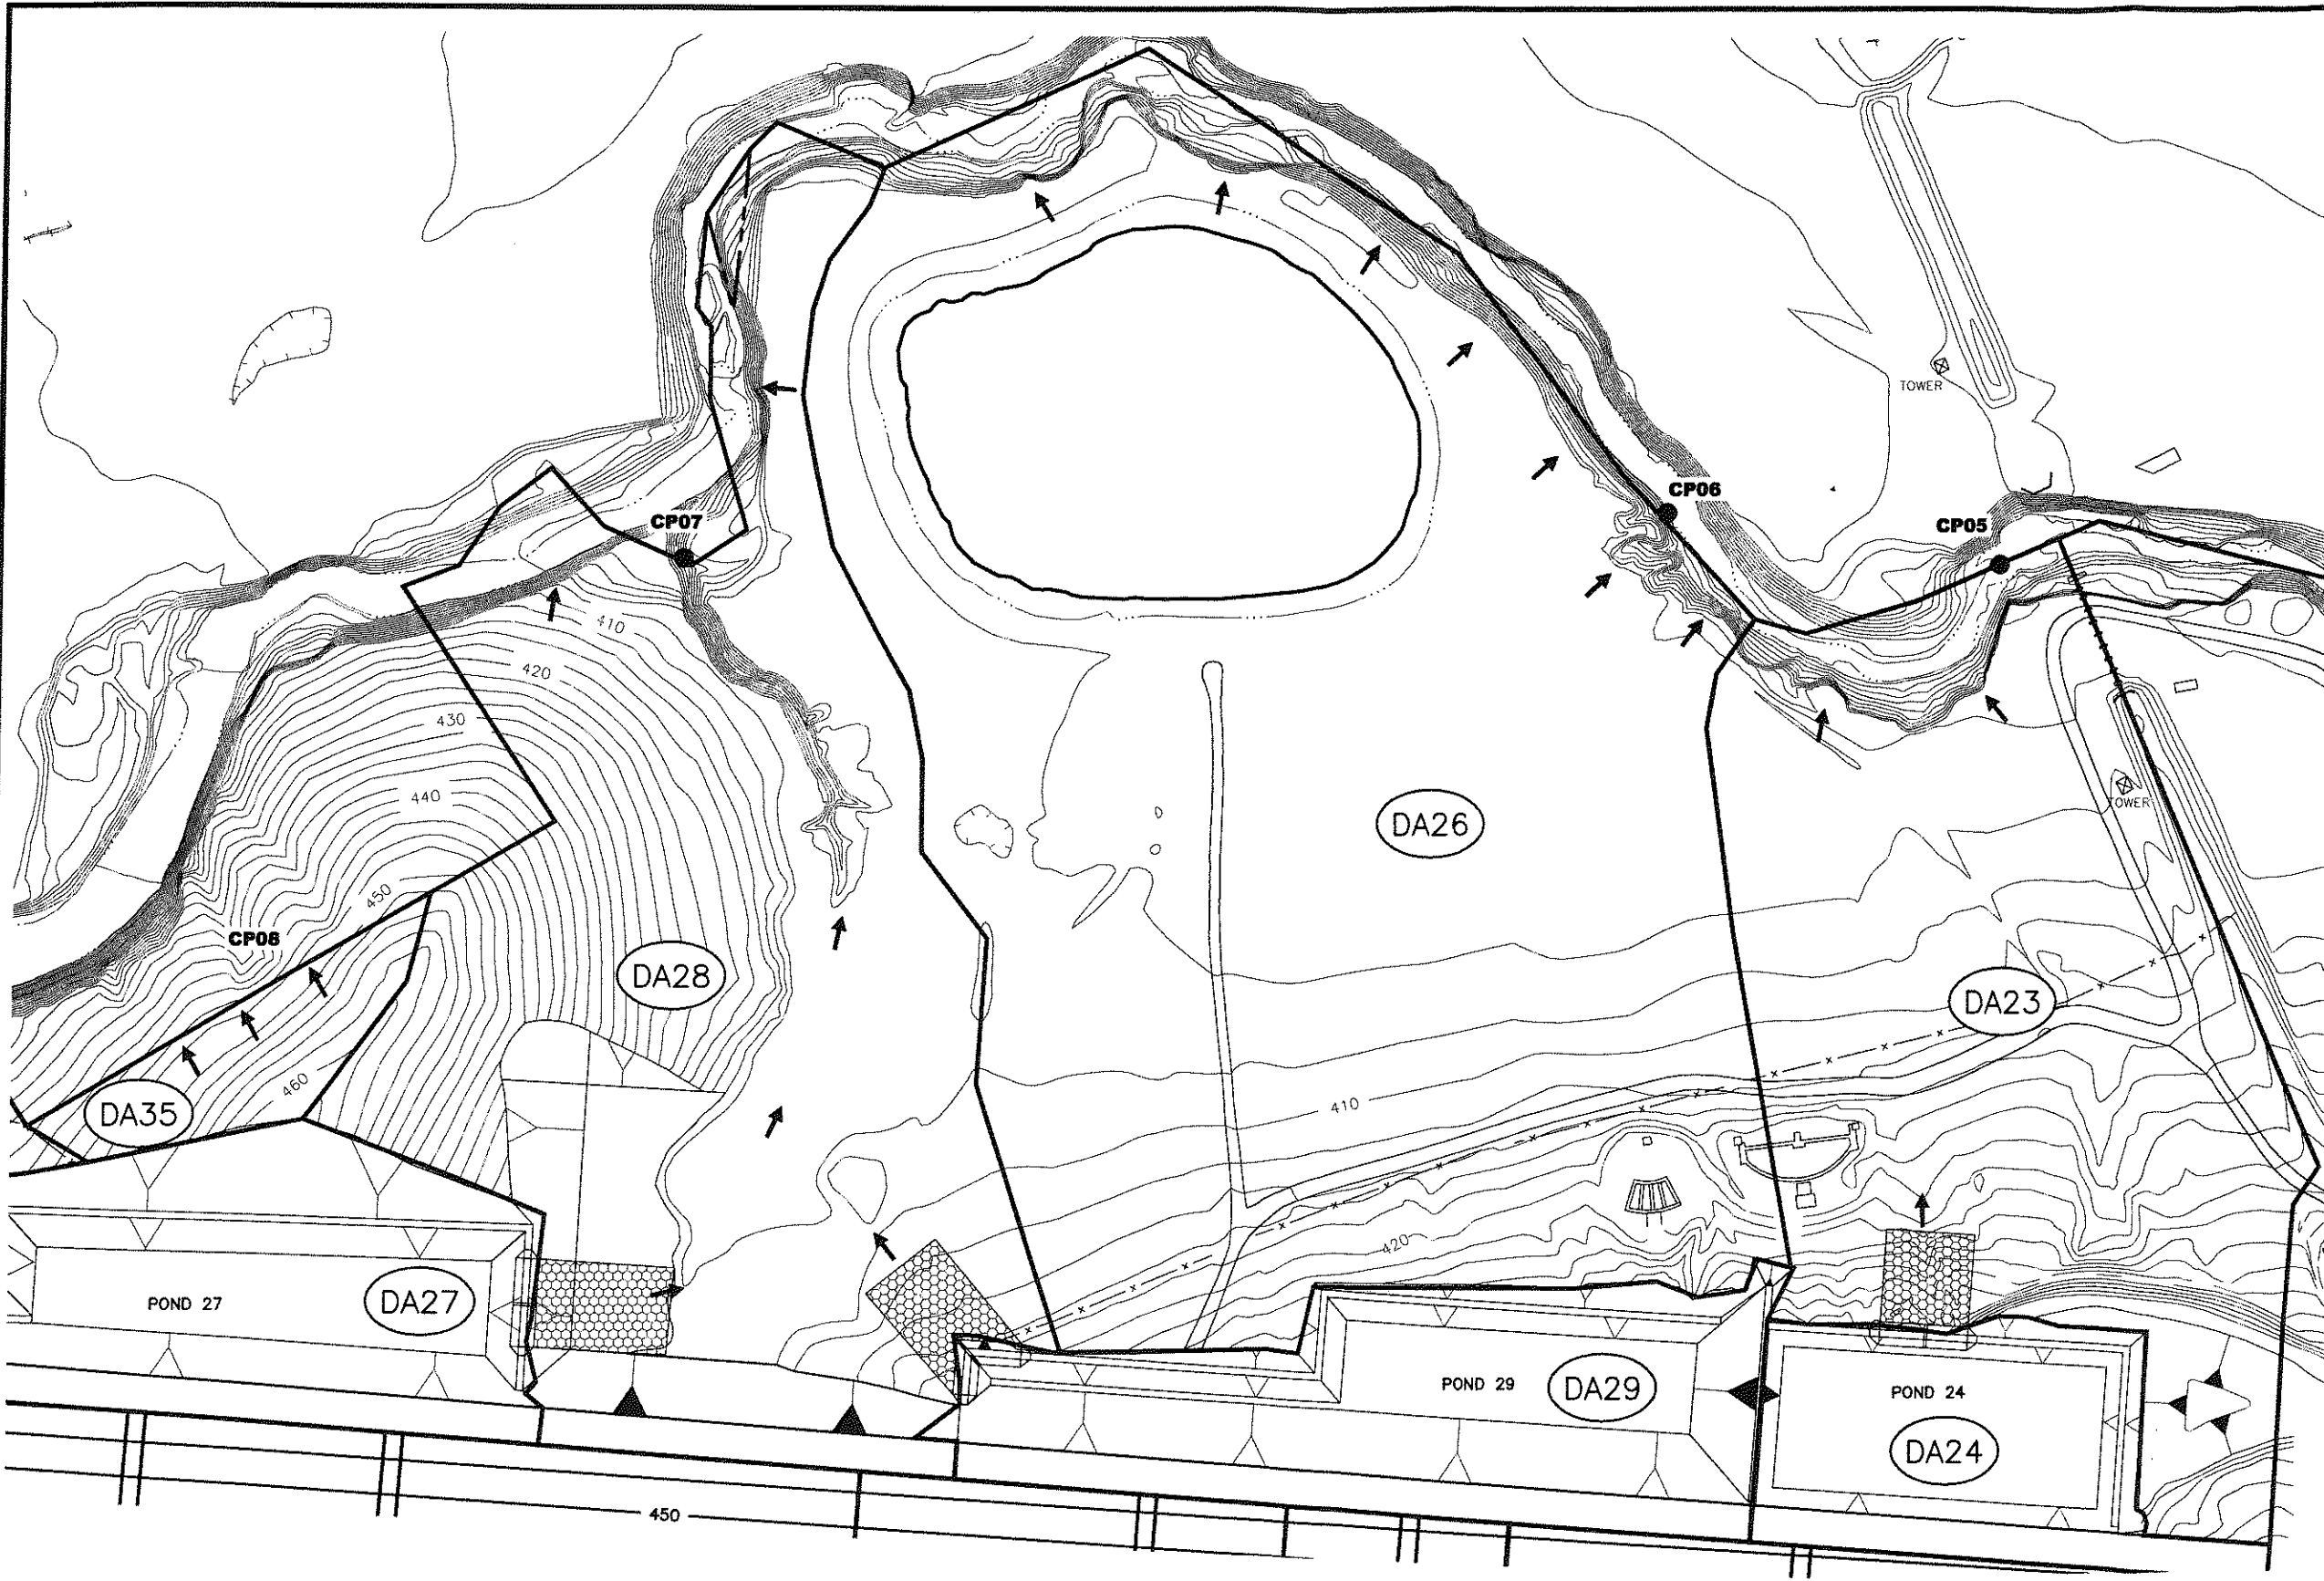 TOWER
CP06
CP07
CP05
410
420
430
TOWER
440
DA26
450
CP08
DA28
DA23
460
DA35
410
420
POND 27
DA27
POND 29
DA29
POND 24
DA24
450